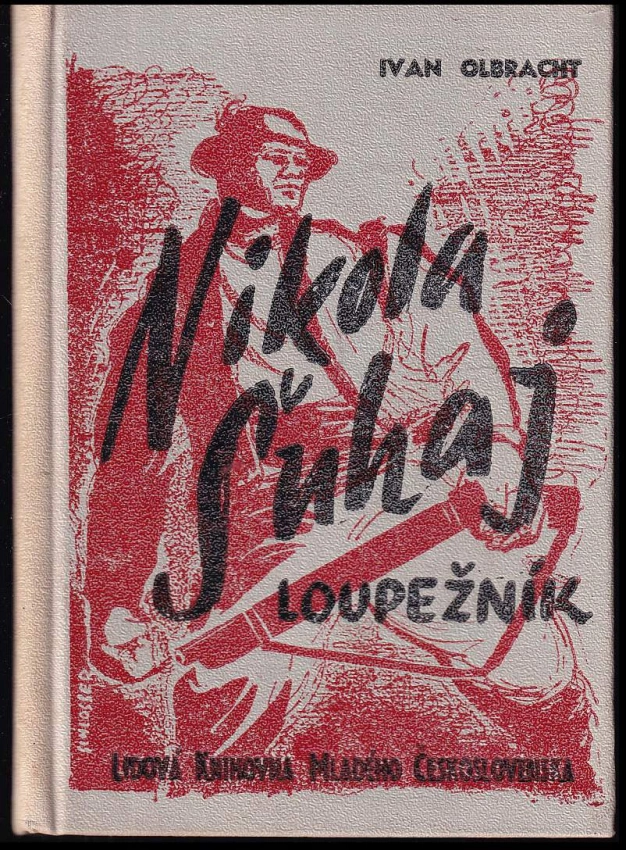 IVAN OLBRACHT
Nikola
Šuhaj
LOUPEŽNÍK
LIDOVÁ KNIHOVNA MLADÉHO ČESKOSLOVENSKA